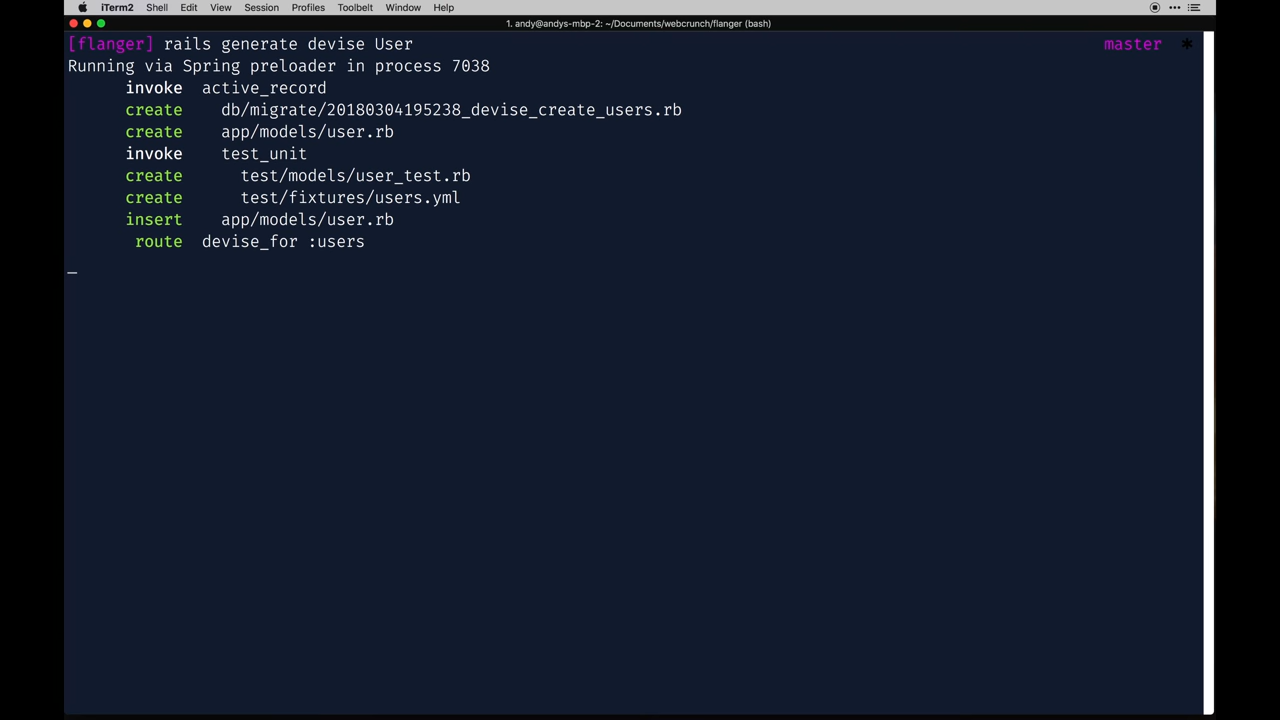 iTerm2 Shell Edit View Session Profiles Toolbelt Window Help
1. andy@andys-mbp-2: ~/Documents/webcrunch/flanger (bash)
[flanger] rails generate devise User master *
Running via Spring preloader in process 7038
invoke active_record
create db/migrate/20180304195238_devise_create_users.rb
create app/models/user.rb
invoke test_unit
create test/models/user_test.rb
create test/fixtures/users.yml
insert app/models/user.rb
route devise_for :users